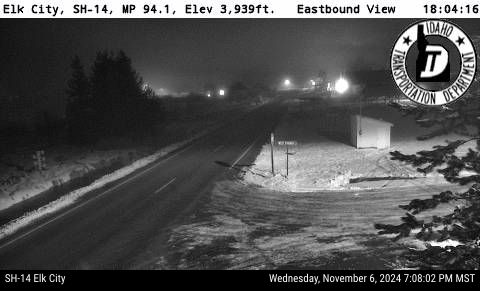 Elk City, SH-14, MP 94.1, Elev 3,939ft. Eastbound View 18:04:16
IDAHO
TRANSPORTATION DEPARTMENT
SH-14 Elk City Wednesday, November 6, 2024 7:08:02 PM MST